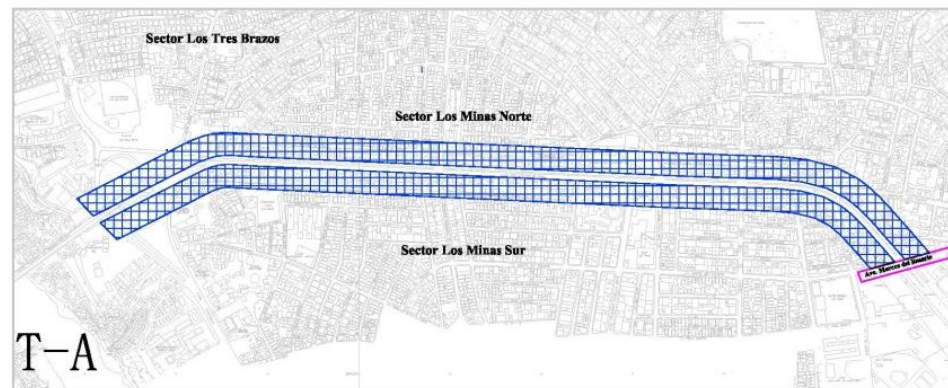 Sector Los Tres Brazos
Sector Los Minas Norte
Sector Los Minas Sur
Ave. Marcos del Rosario
T-A